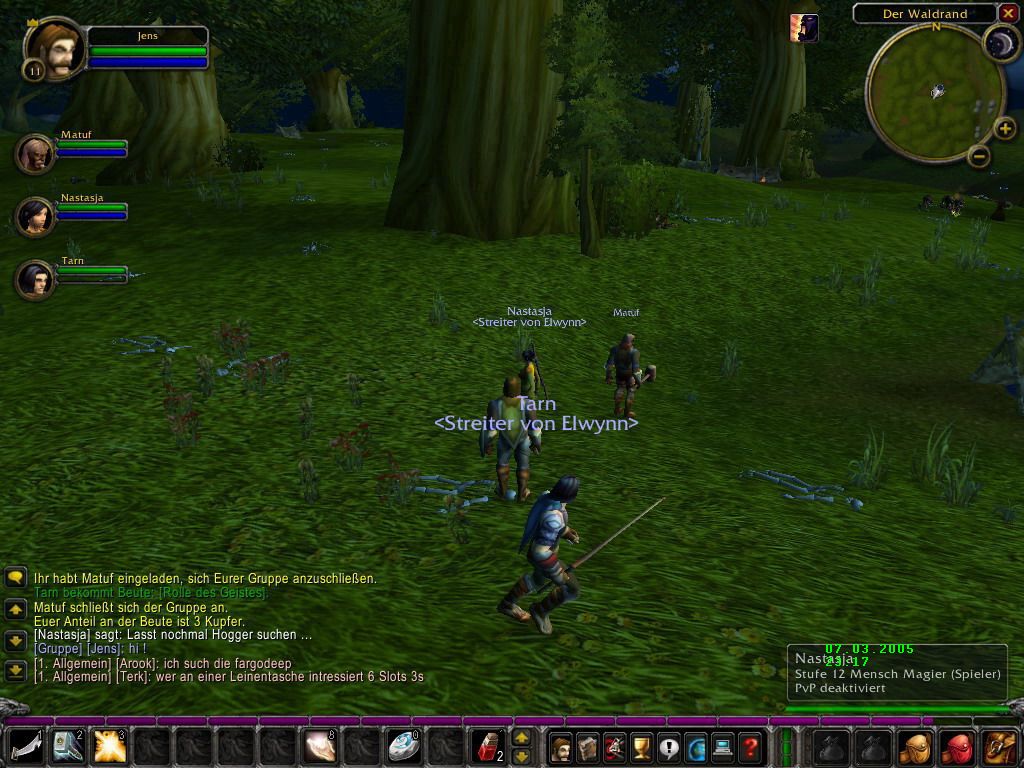 Jens
11
Der Waldrand
N
Matuf
Nastasja
Tarn
Nastasja
<Streiter von Elwynn>
Matuf
Tarn
<Streiter von Elwynn>
Ihr habt Matuf eingeladen, sich Eurer Gruppe anzuschließen.
Tarn bekommt Beute: [Rolle des Geistes].
Matuf schließt sich der Gruppe an.
Euer Anteil an der Beute ist 3 Kupfer.
[Nastasja] sagt: Lasst nochmal Hogger suchen ...
[Gruppe] [Jens]: hi !
[1. Allgemein] [Arook]: ich such die fargodeep
[1. Allgemein] [Terk]: wer an einer Leinentasche intressiert 6 Slots 3s
07.03.2005
Nastasja
23:17
Stufe 12 Mensch Magier (Spieler)
PvP deaktiviert
1 2 3 8 0
2